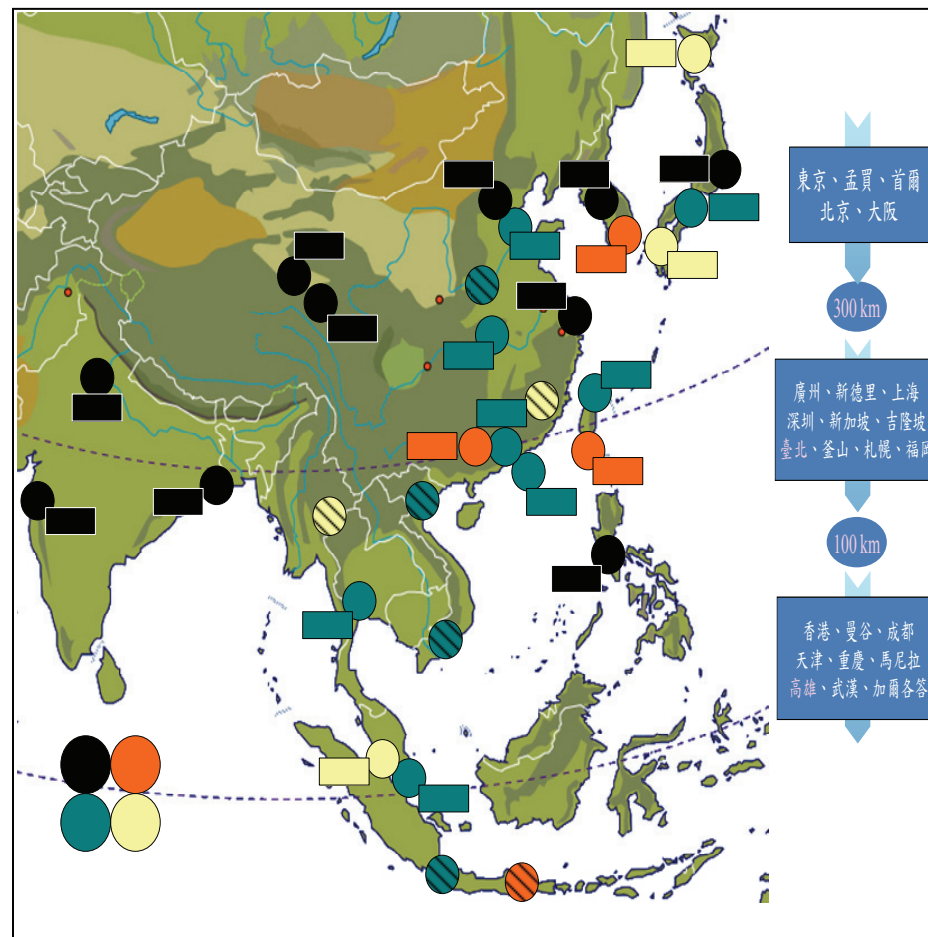 東京、孟買、首爾
北京、大阪
300 km
廣州、新德里、上海
深圳、新加坡、吉隆坡
臺北、釜山、札幌、福岡
100 km
香港、曼谷、成都
天津、重慶、馬尼拉
高雄、武漢、加爾各答